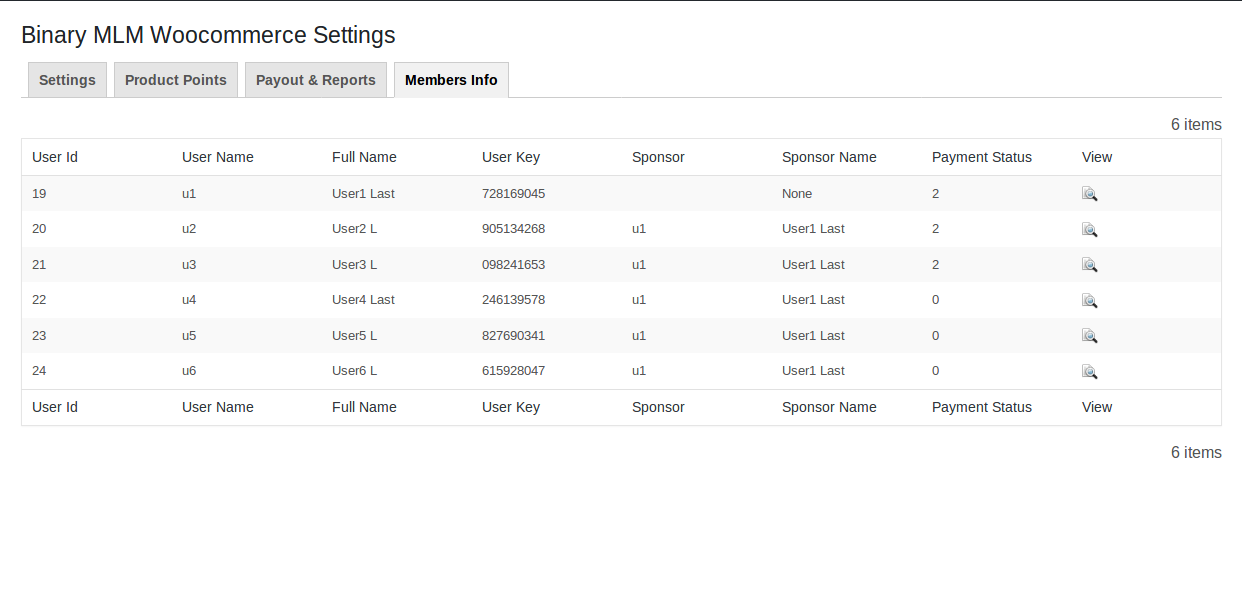 Binary MLM Woocommerce Settings
Settings Product Points Payout & Reports Members Info
6 items
User Id User Name Full Name User Key Sponsor Sponsor Name Payment Status View
19 u1 User1 Last 728169045 None 2
20 u2 User2 L 905134268 u1 User1 Last 2
21 u3 User3 L 098241653 u1 User1 Last 2
22 u4 User4 Last 246139578 u1 User1 Last 0
23 u5 User5 L 827690341 u1 User1 Last 0
24 u6 User6 L 615928047 u1 User1 Last 0
User Id User Name Full Name User Key Sponsor Sponsor Name Payment Status View
6 items